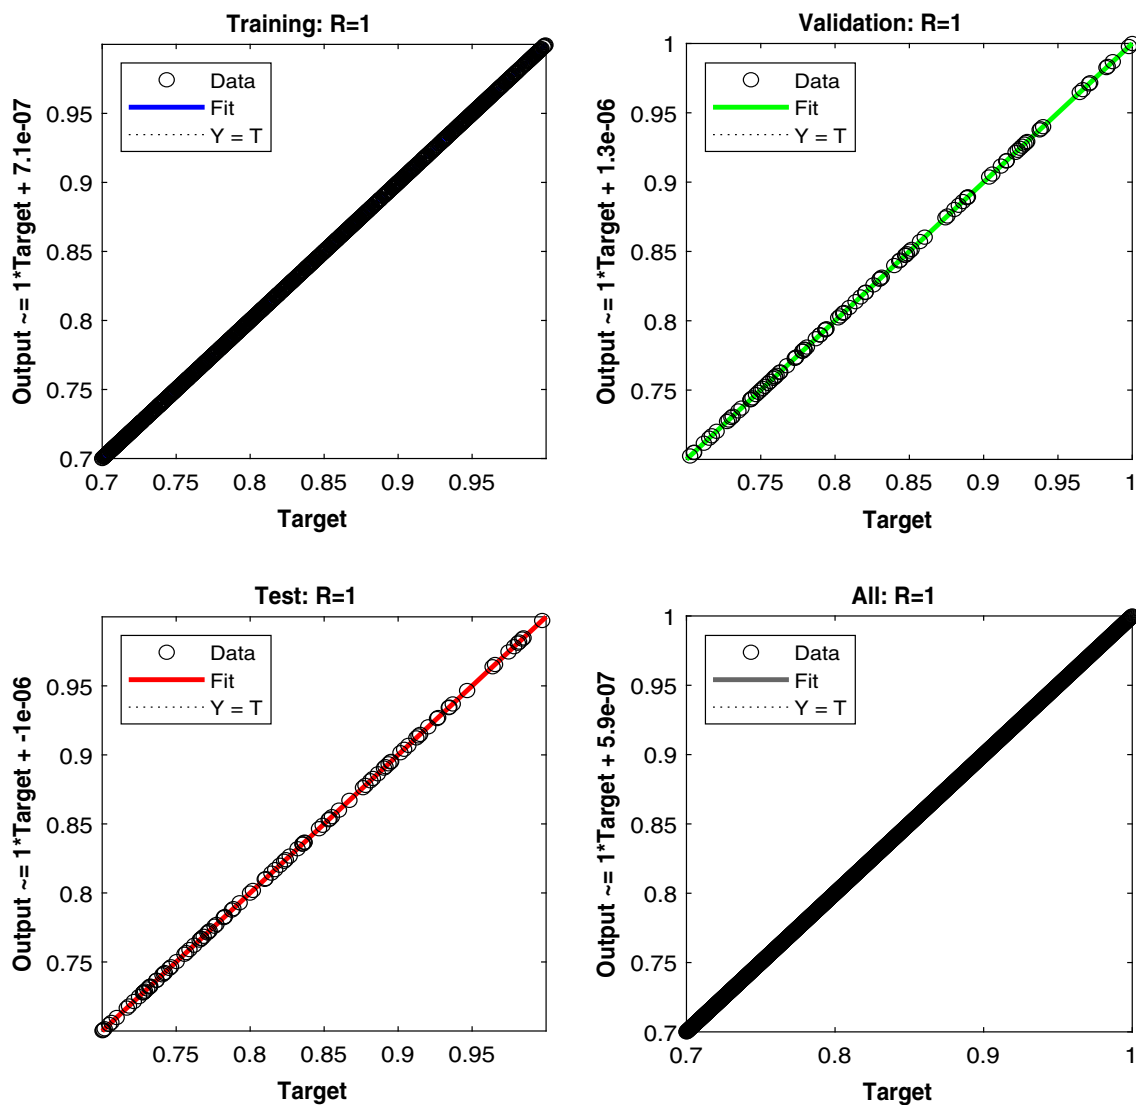 Training: R=1
Data
Fit
Y = T
Output ~= 1*Target + 7.1e-07
0.95
0.9
0.85
0.8
0.75
0.7
0.7 0.75 0.8 0.85 0.9 0.95
Target
Validation: R=1
Data
Fit
Y = T
Output ~= 1*Target + 1.3e-06
1
0.95
0.9
0.85
0.8
0.75
0.75 0.8 0.85 0.9 0.95 1
Target
Test: R=1
Data
Fit
Y = T
Output ~= 1*Target + -1e-06
0.95
0.9
0.85
0.8
0.75
0.75 0.8 0.85 0.9 0.95
Target
All: R=1
Data
Fit
Y = T
Output ~= 1*Target + 5.9e-07
1
0.95
0.9
0.85
0.8
0.75
0.7
0.7 0.8 0.9 1
Target